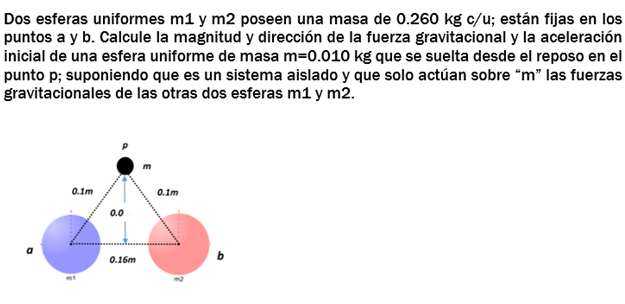 Dos esferas uniformes m1 y m2 poseen una masa de 0.260 kg c/u; están fijas en los
puntos a y b. Calcule la magnitud y dirección de la fuerza gravitacional y la aceleración
inicial de una esfera uniforme de masa m=0.010 kg que se suelta desde el reposo en el
punto p; suponiendo que es un sistema aislado y que solo actúan sobre “m” las fuerzas
gravitacionales de las otras dos esferas m1 y m2.
p
m
0.1m 0.1m
0.0
a b
0.16m
m1 m2